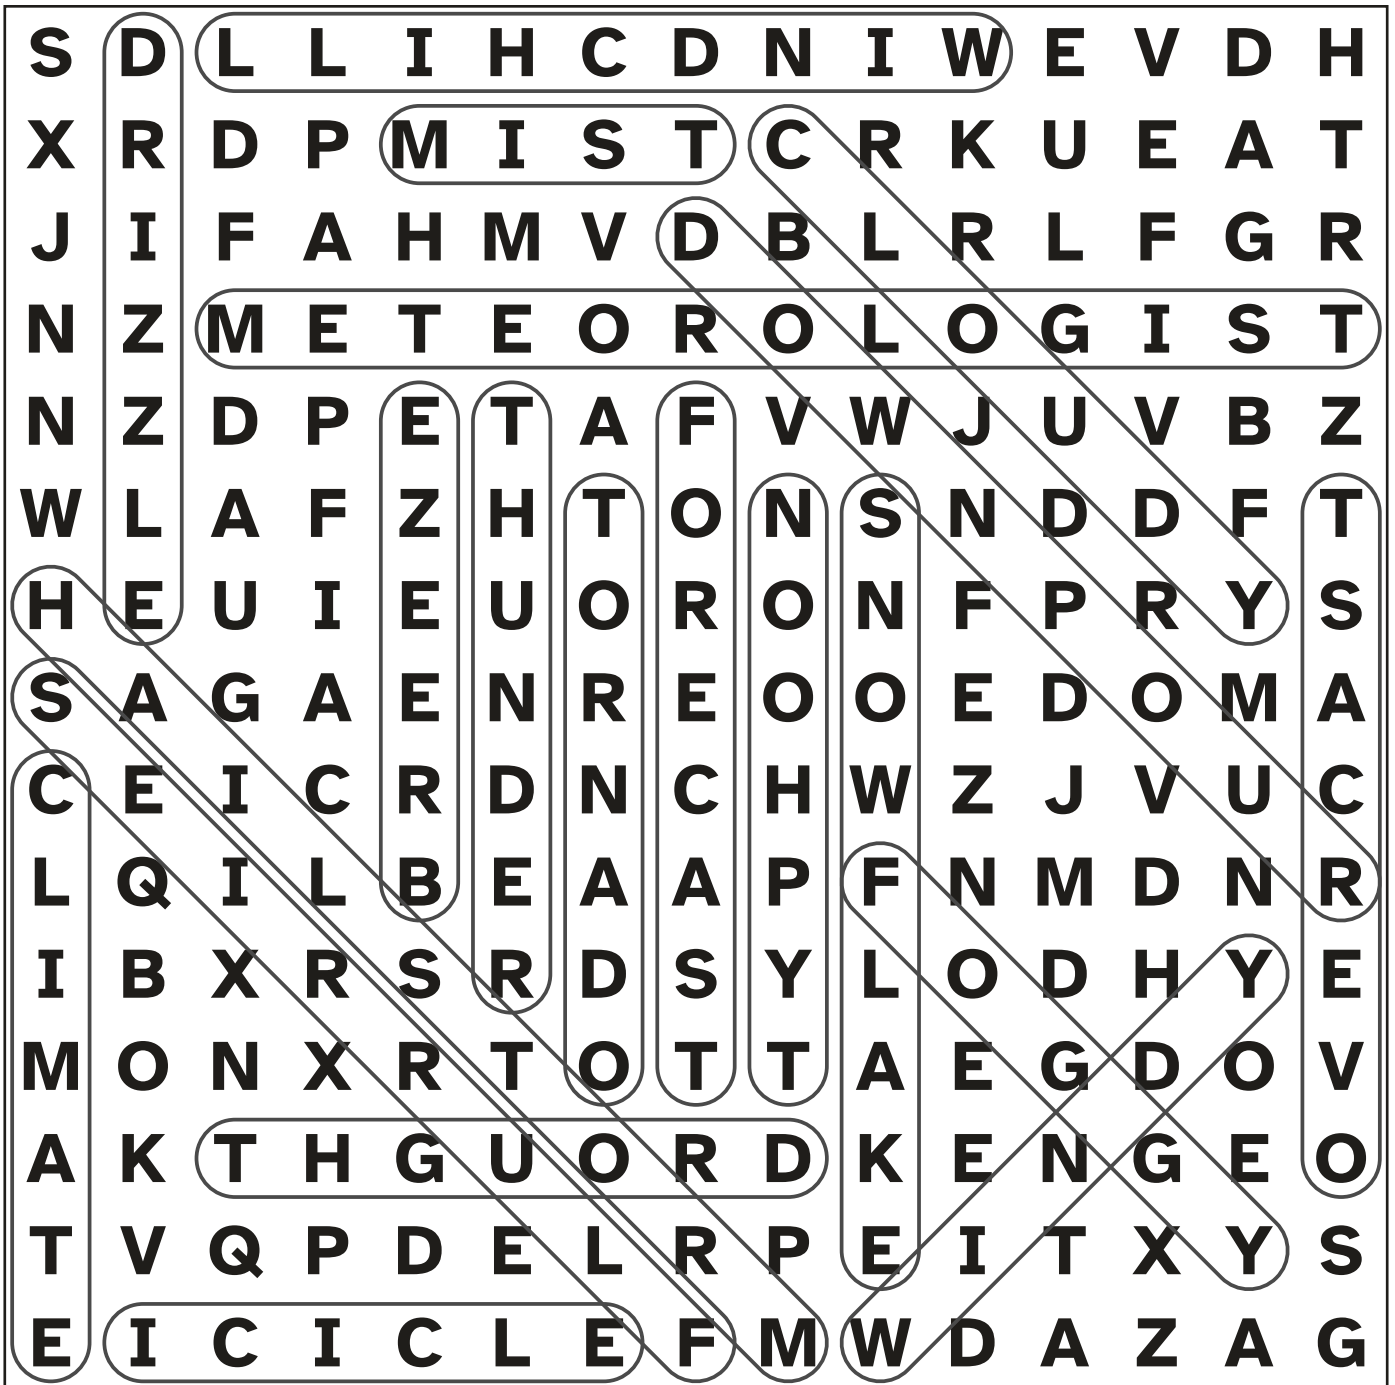 S D L L I H C D N I W E V D H
X R D P M I S T C R K U E A T
J I F A H M V D B L R L F G R
N Z M E T E O R O L O G I S T
N Z D P E T A F V W J U V B Z
W L A F Z H T O N S N D D F T
H E U I E U O R O N F P R Y S
S A G A E N R E O O E D O M A
C E I C R D N C H W Z J V U C
L Q I L B E A A P F N M D N R
I B X R S R D S Y L O D H Y E
M O N X R T O T T A E G D O V
A K T H G U O R D K E N G E O
T V Q P D E L R P E I T X Y S
E I C I C L E F M W D A Z A G